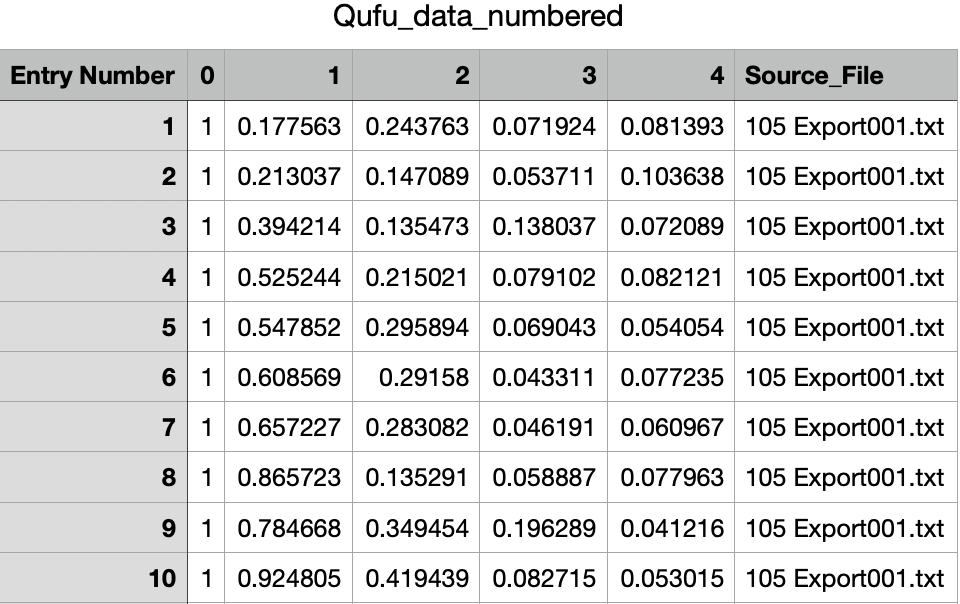 Qufu_data_numbered
Entry Number 0 1 2 3 4 Source_File
1 1 0.177563 0.243763 0.071924 0.081393 105 Export001.txt
2 1 0.213037 0.147089 0.053711 0.103638 105 Export001.txt
3 1 0.394214 0.135473 0.138037 0.072089 105 Export001.txt
4 1 0.525244 0.215021 0.079102 0.082121 105 Export001.txt
5 1 0.547852 0.295894 0.069043 0.054054 105 Export001.txt
6 1 0.608569 0.29158 0.043311 0.077235 105 Export001.txt
7 1 0.657227 0.283082 0.046191 0.060967 105 Export001.txt
8 1 0.865723 0.135291 0.058887 0.077963 105 Export001.txt
9 1 0.784668 0.349454 0.196289 0.041216 105 Export001.txt
10 1 0.924805 0.419439 0.082715 0.053015 105 Export001.txt